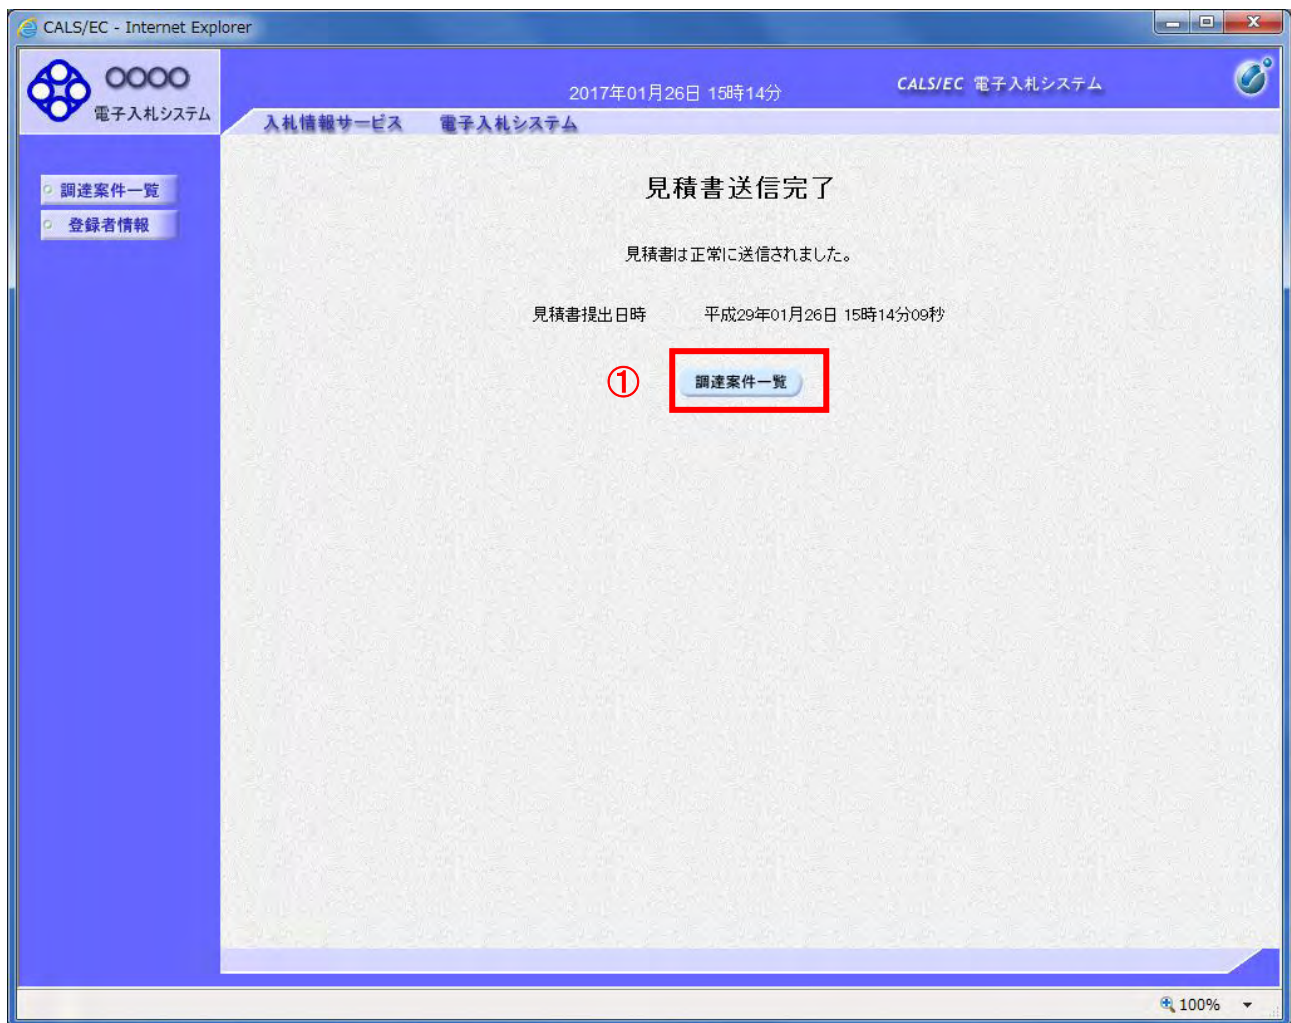 CALS/EC - Internet Explorer
○○○○
電子入札システム
2017年01月26日 15時14分
CALS/EC 電子入札システム
入札情報サービス 電子入札システム
調達案件一覧
登録者情報
見積書送信完了
見積書は正常に送信されました。
見積書提出日時 平成29年01月26日 15時14分09秒
① 調達案件一覧
100%